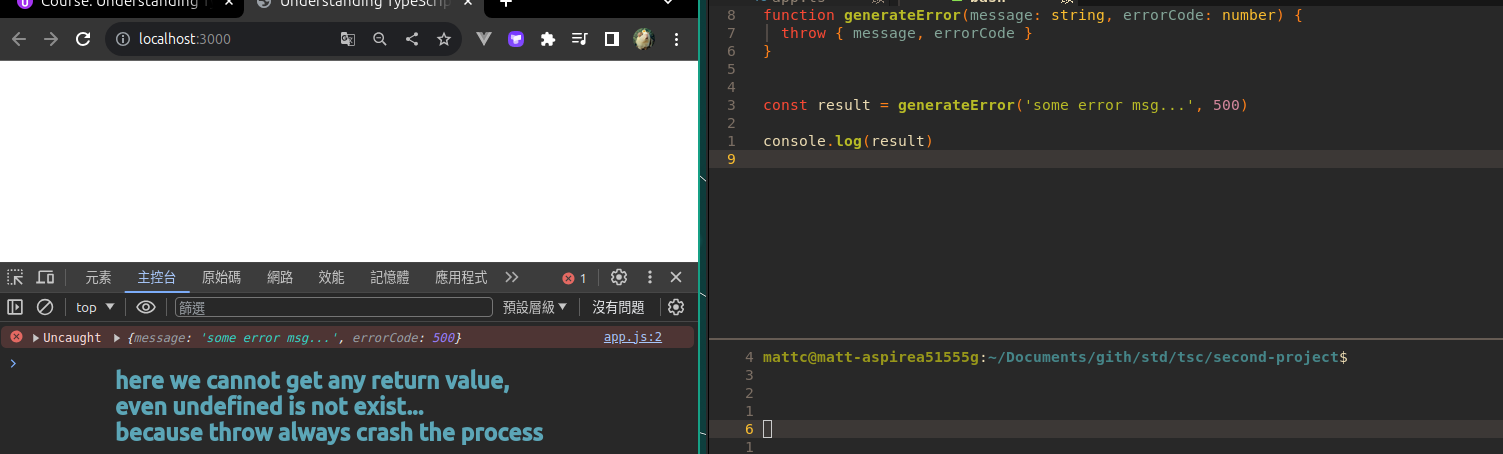 Course: Understanding T
Understanding TypeScrip
localhost:3000
元素 主控台 原始碼 網路 效能 記憶體 應用程式 1
top 篩選 預設層級 沒有問題
Uncaught {message: 'some error msg...', errorCode: 500} app.js:2
here we cannot get any return value,
even undefined is not exist...
because throw always crash the process
8 function generateError(message: string, errorCode: number) {
7 throw { message, errorCode }
6 }
5
4
3 const result = generateError('some error msg...', 500)
2
1 console.log(result)
9
4 mattc@matt-aspirea51555g:~/Documents/gith/std/tsc/second-project$
3
2
1
6
1